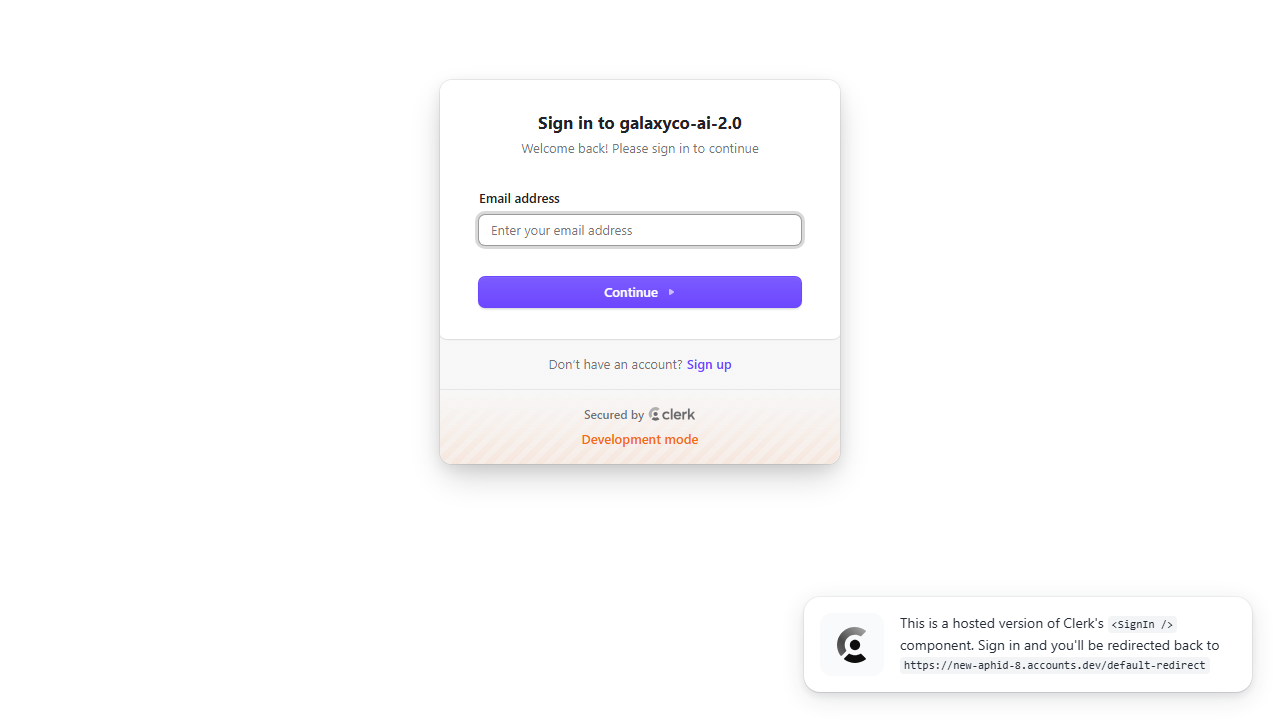 Sign in to galaxyco-ai-2.0
Welcome back! Please sign in to continue
Email address
Enter your email address
Continue
Don’t have an account? Sign up
Secured by clerk
Development mode
This is a hosted version of Clerk's <SignIn />
component. Sign in and you'll be redirected back to
https://new-aphid-8.accounts.dev/default-redirect